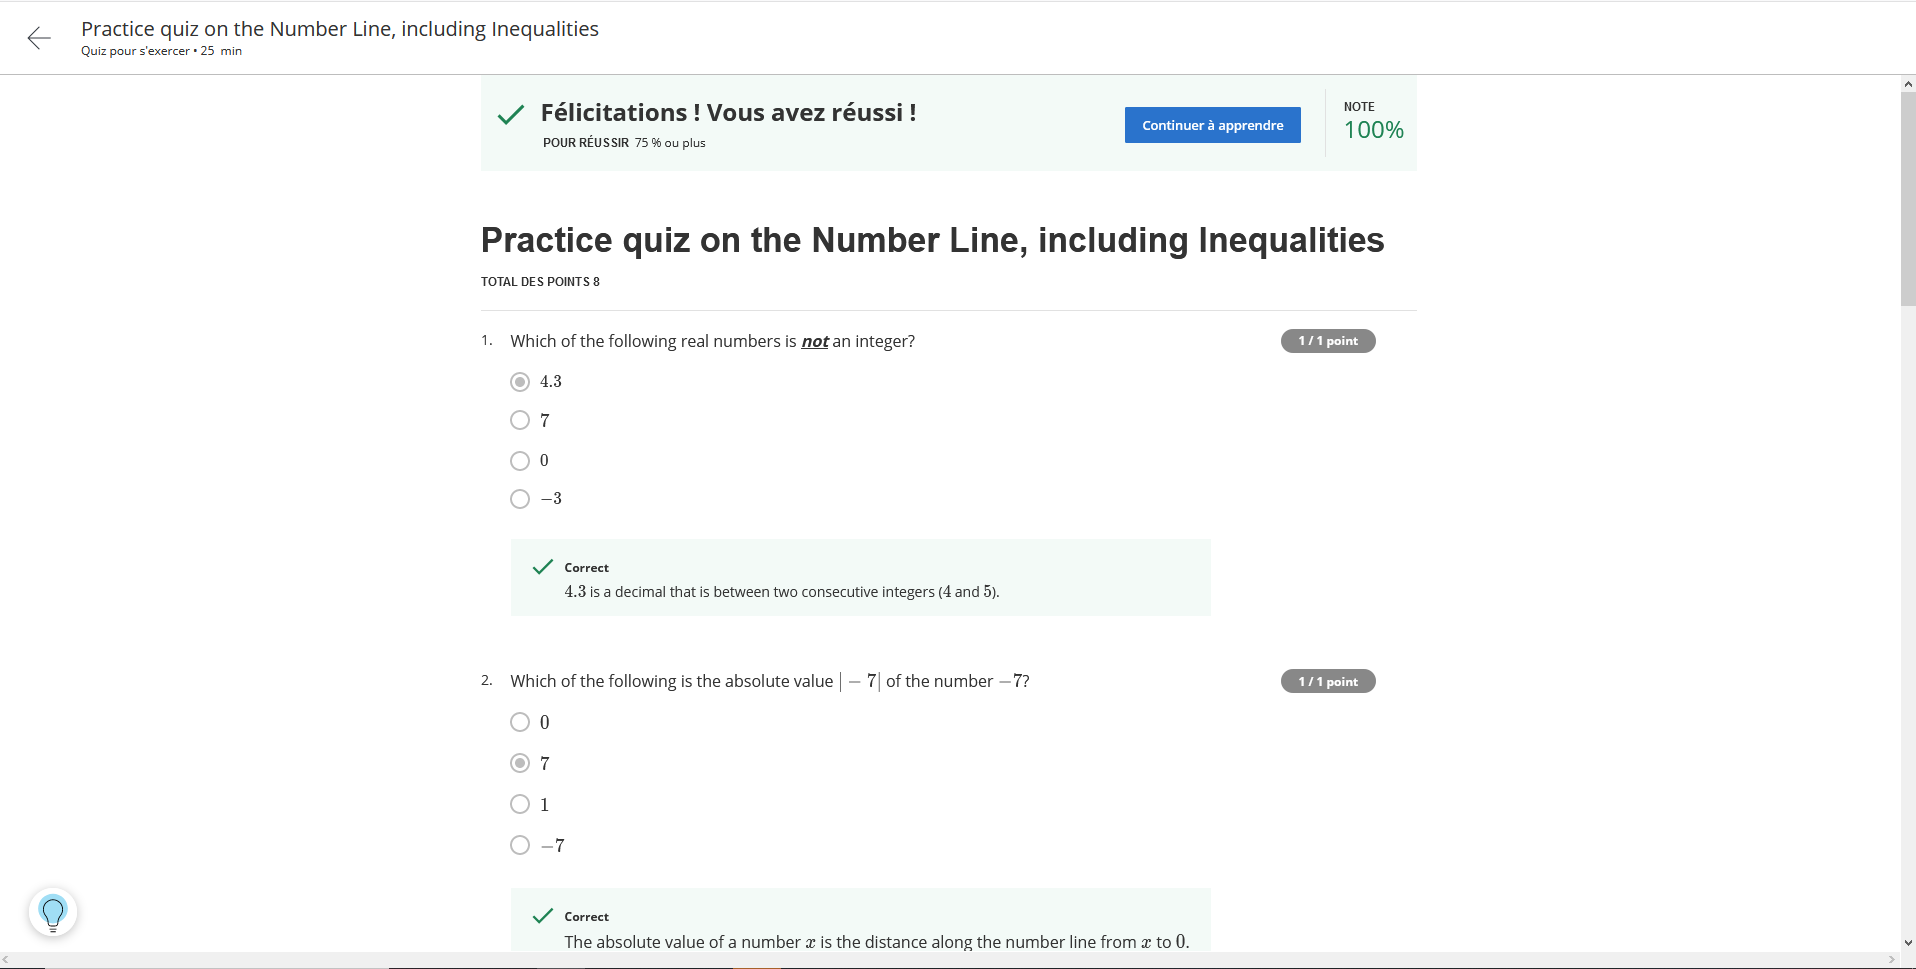 Practice quiz on the Number Line, including Inequalities
Quiz pour s'exercer • 25 min
Félicitations ! Vous avez réussi !
POUR RÉUSSIR 75 % ou plus
Continuer à apprendre
NOTE
100%
Practice quiz on the Number Line, including Inequalities
TOTAL DES POINTS 8
1. Which of the following real numbers is not an integer?
1 / 1 point
4.3
7
0
−3
Correct
4.3 is a decimal that is between two consecutive integers (4 and 5).
2. Which of the following is the absolute value | − 7| of the number −7?
1 / 1 point
0
7
1
−7
Correct
The absolute value of a number x is the distance along the number line from x to 0.